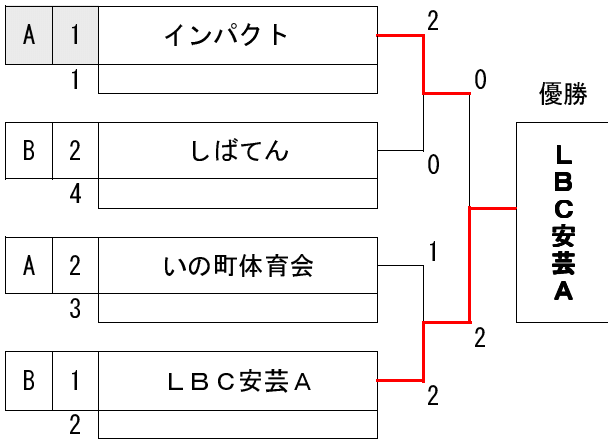 A 1 インパクト 2
1 0
優勝
B 2 しばてん 0
4
LBC安芸A
A 2 いの町体育会 1
3 2
B 1 LBC安芸A 2
2